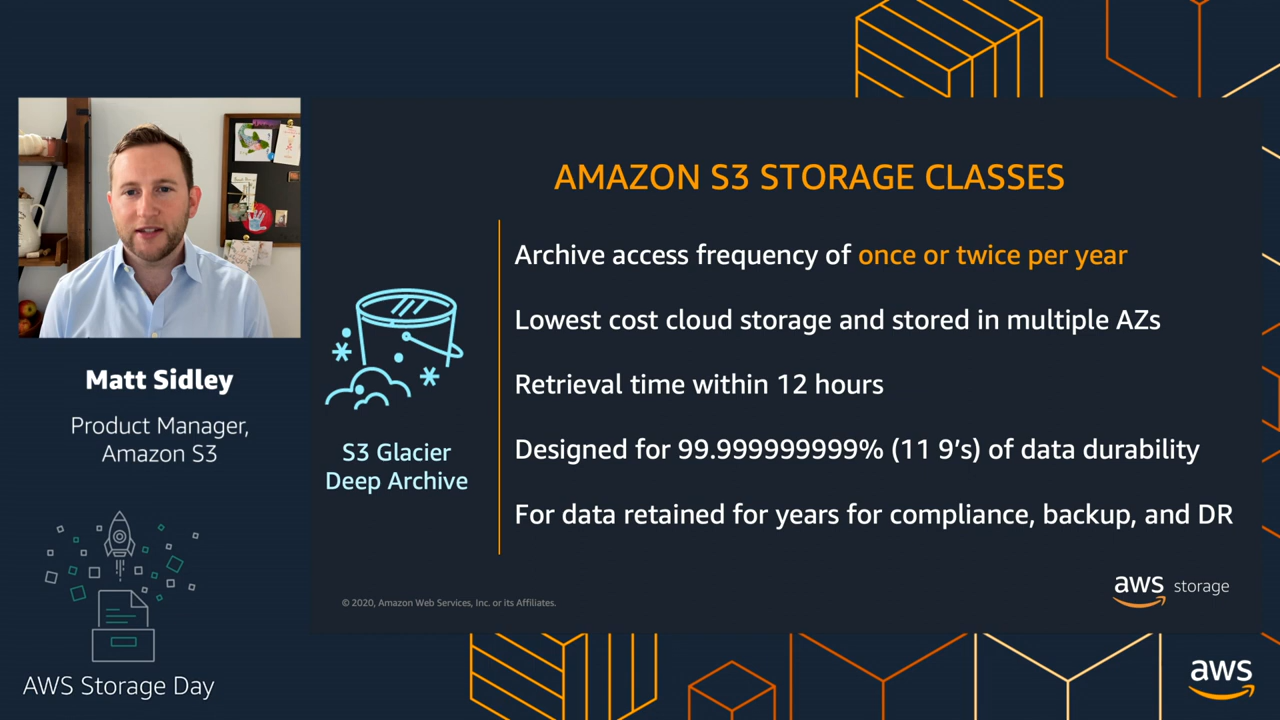 AMAZON S3 STORAGE CLASSES
Archive access frequency of once or twice per year
Lowest cost cloud storage and stored in multiple AZs
Retrieval time within 12 hours
Designed for 99.999999999% (11 9’s) of data durability
For data retained for years for compliance, backup, and DR
S3 Glacier
Deep Archive
Matt Sidley
Product Manager,
Amazon S3
AWS Storage Day
© 2020, Amazon Web Services, Inc. or its Affiliates.
aws storage
aws